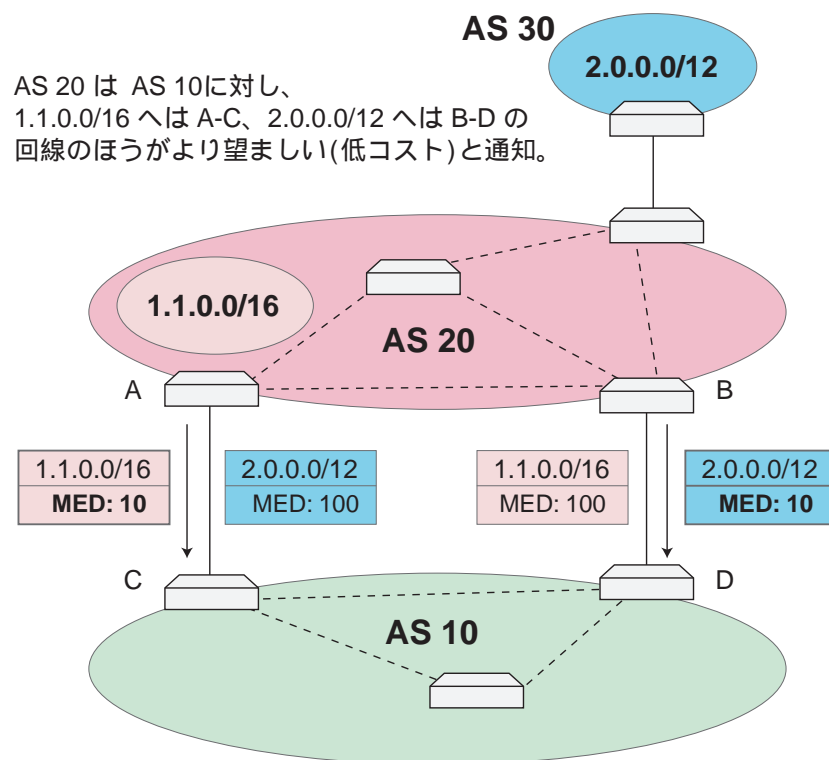 AS 30
2.0.0.0/12
AS 20 は AS 10に対し、
1.1.0.0/16 へは A-C、2.0.0.0/12 へは B-D の
回線のほうがより望ましい(低コスト)と通知。
1.1.0.0/16
AS 20
A
B
1.1.0.0/16
MED: 10
2.0.0.0/12
MED: 100
1.1.0.0/16
MED: 100
2.0.0.0/12
MED: 10
C
D
AS 10